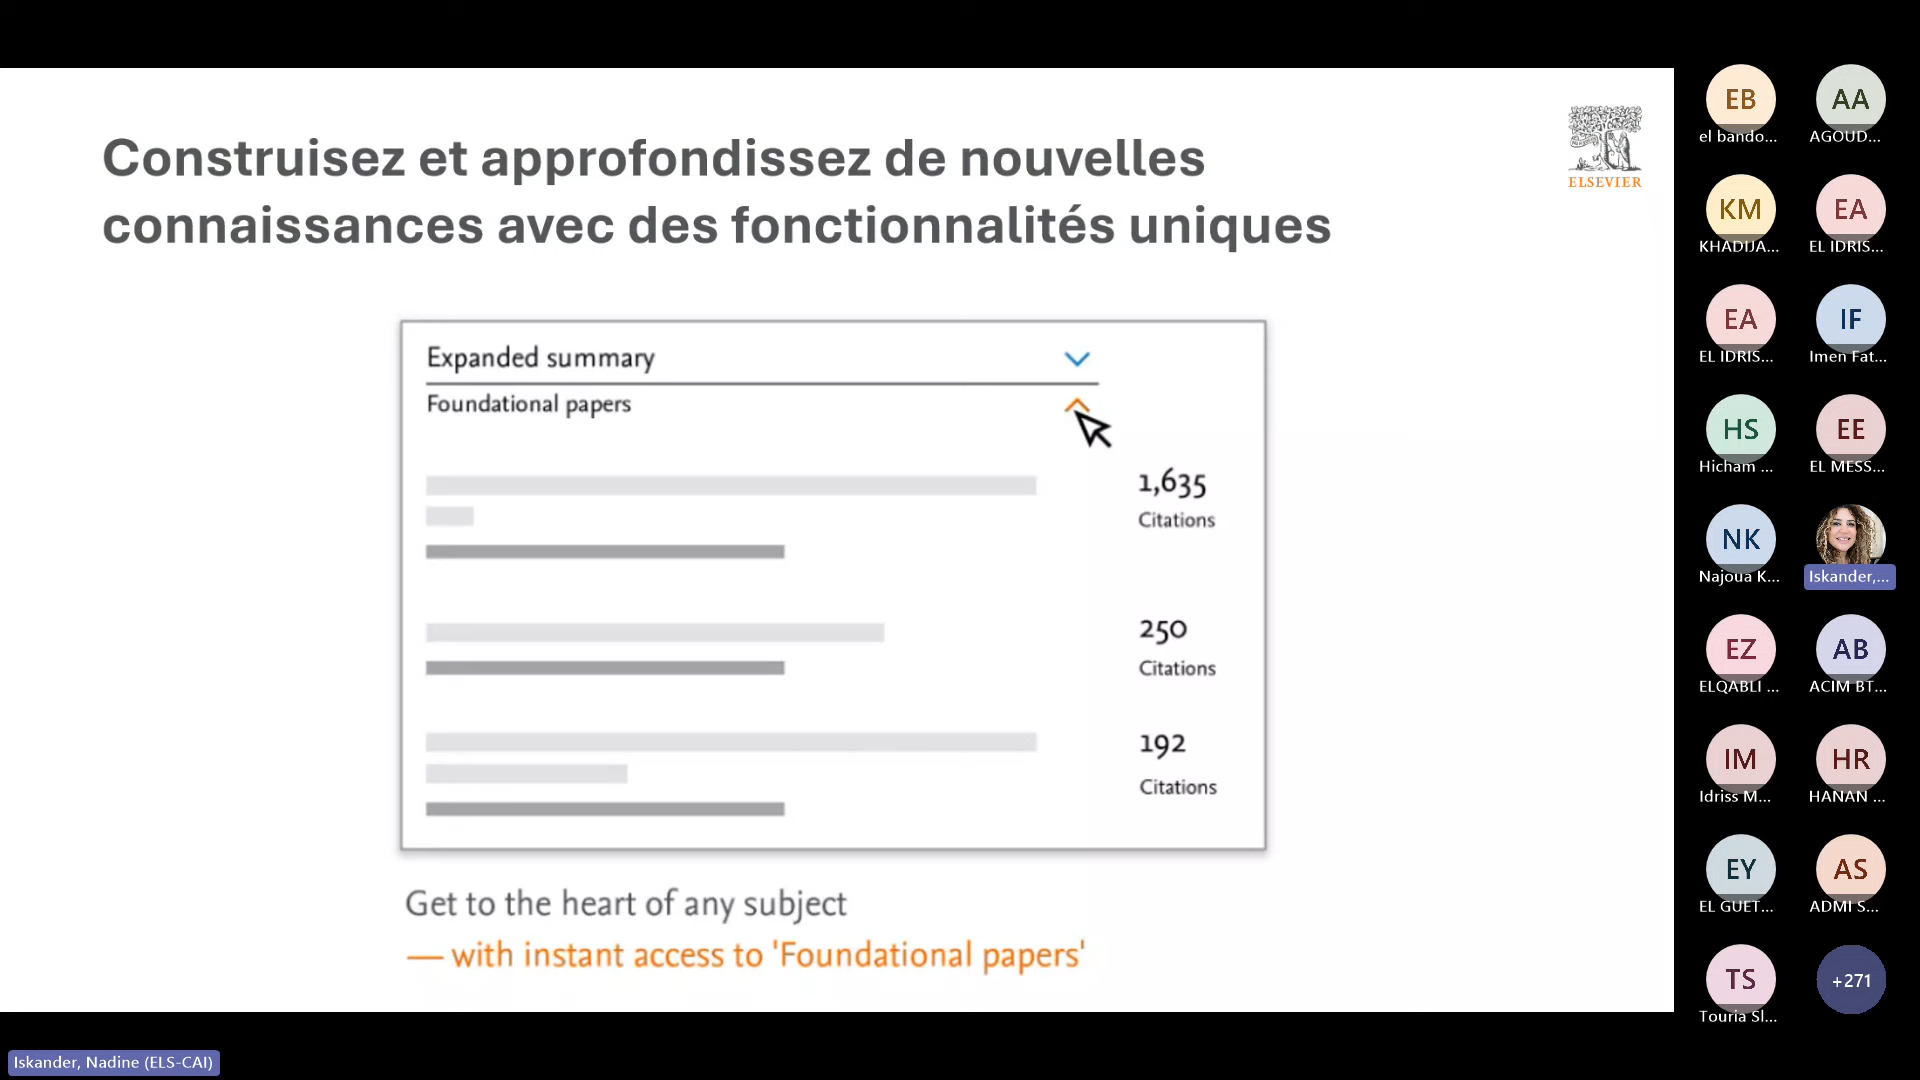 Construisez et approfondissez de nouvelles
connaissances avec des fonctionnalités uniques
ELSEVIER
Expanded summary
Foundational papers
1,635
Citations
250
Citations
192
Citations
Get to the heart of any subject
— with instant access to 'Foundational papers'
EB
AA
el bando...
AGOUD...
KM
EA
KHADIJA...
EL IDRIS...
EA
IF
EL IDRIS...
Imen Fat...
HS
EE
Hicham ...
EL MESS...
NK
Najoua K...
Iskander,...
EZ
AB
ELQABLI ...
ACIM BT...
IM
HR
Idriss M...
HANAN ...
EY
AS
EL GUET...
ADMI S...
TS
+271
Touria Sl...
Iskander, Nadine (ELS-CAI)